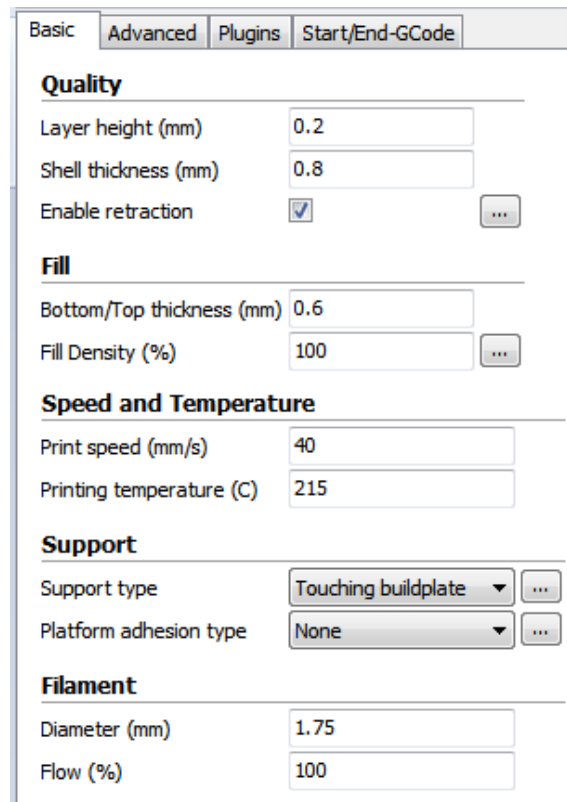 Basic Advanced Plugins Start/End-GCode
Quality
Layer height (mm) 0.2
Shell thickness (mm) 0.8
Enable retraction ...
Fill
Bottom/Top thickness (mm) 0.6
Fill Density (%) 100 ...
Speed and Temperature
Print speed (mm/s) 40
Printing temperature (C) 215
Support
Support type Touching buildplate ...
Platform adhesion type None ...
Filament
Diameter (mm) 1.75
Flow (%) 100